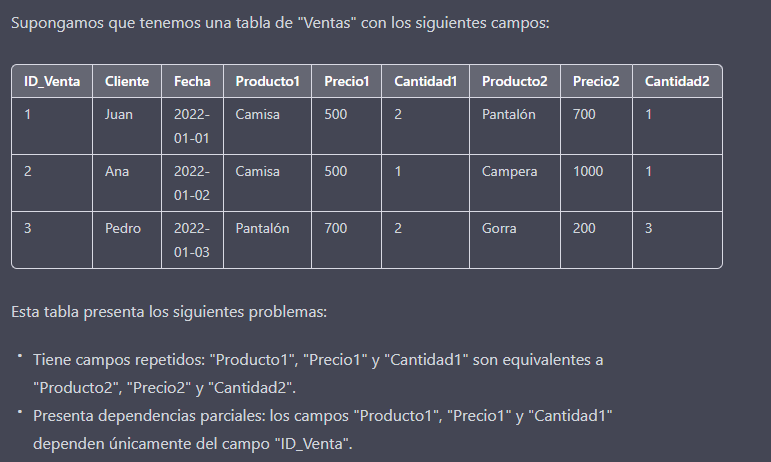 Supongamos que tenemos una tabla de "Ventas" con los siguientes campos:
ID_Venta Cliente Fecha Producto1 Precio1 Cantidad1 Producto2 Precio2 Cantidad2
1 Juan 2022-01-01 Camisa 500 2 Pantalón 700 1
2 Ana 2022-01-02 Camisa 500 1 Campera 1000 1
3 Pedro 2022-01-03 Pantalón 700 2 Gorra 200 3
Esta tabla presenta los siguientes problemas:
• Tiene campos repetidos: "Producto1", "Precio1" y "Cantidad1" son equivalentes a
"Producto2", "Precio2" y "Cantidad2".
• Presenta dependencias parciales: los campos "Producto1", "Precio1" y "Cantidad1"
dependen únicamente del campo "ID_Venta".